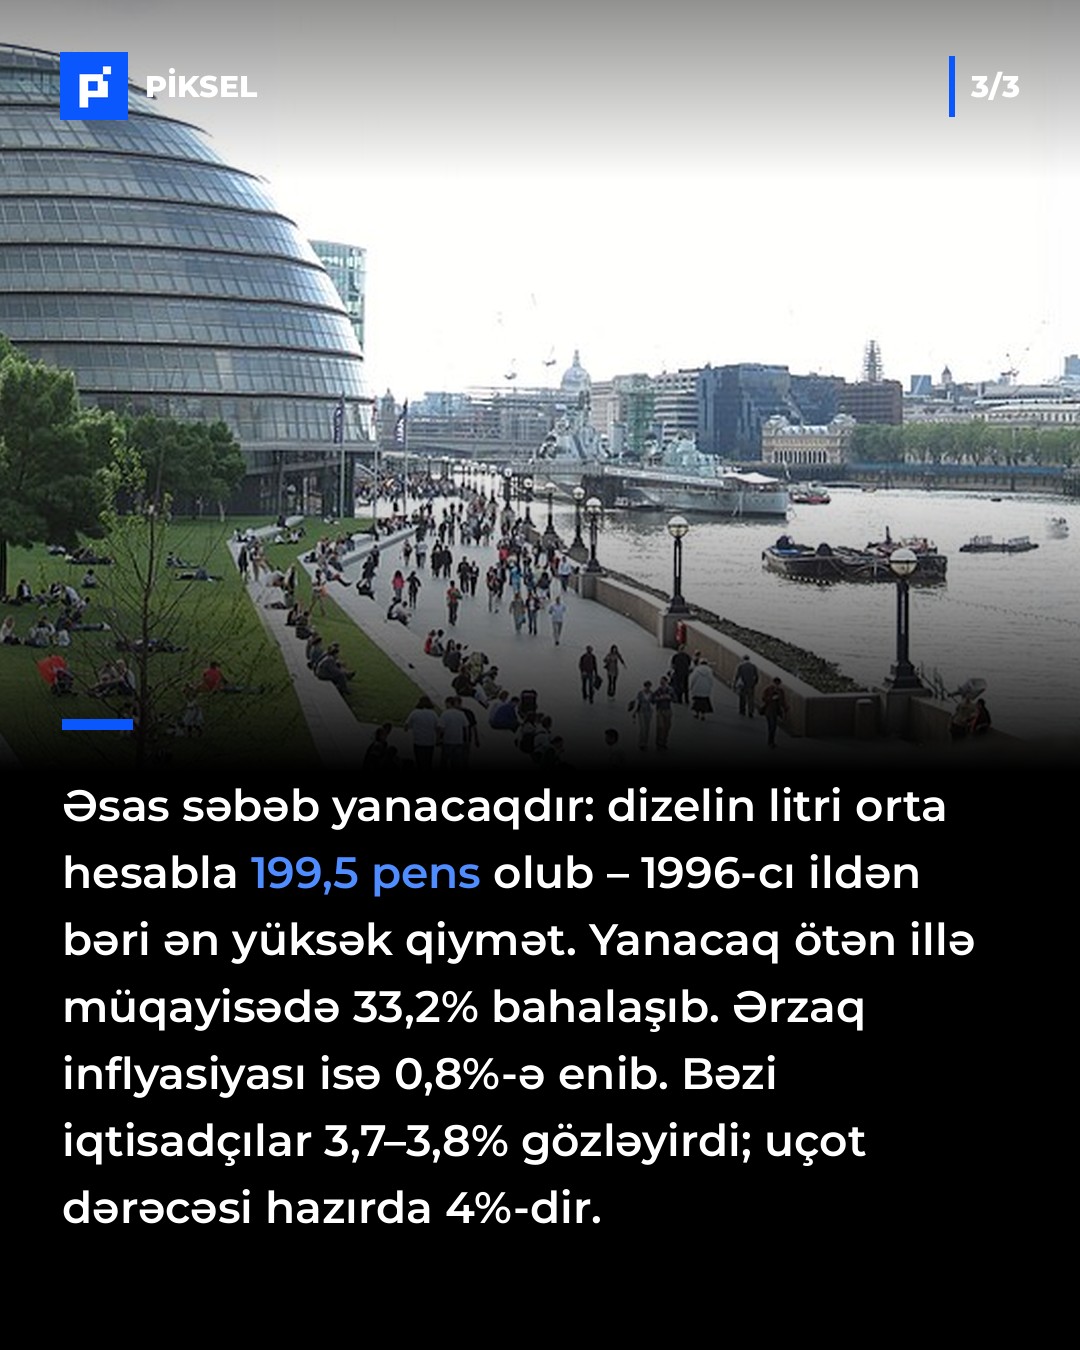 PİKSEL
3/3
Əsas səbəb yanacaqdır: dizelin litri orta
hesabla 199,5 pens olub – 1996-cı ildən
bəri ən yüksək qiymət. Yanacaq ötən illə
müqayisədə 33,2% bahalaşıb. Ərzaq
inflyasiyası isə 0,8%-ə enib. Bəzi
iqtisadçılar 3,7–3,8% gözləyirdi; uçot
dərəcəsi hazırda 4%-dir.